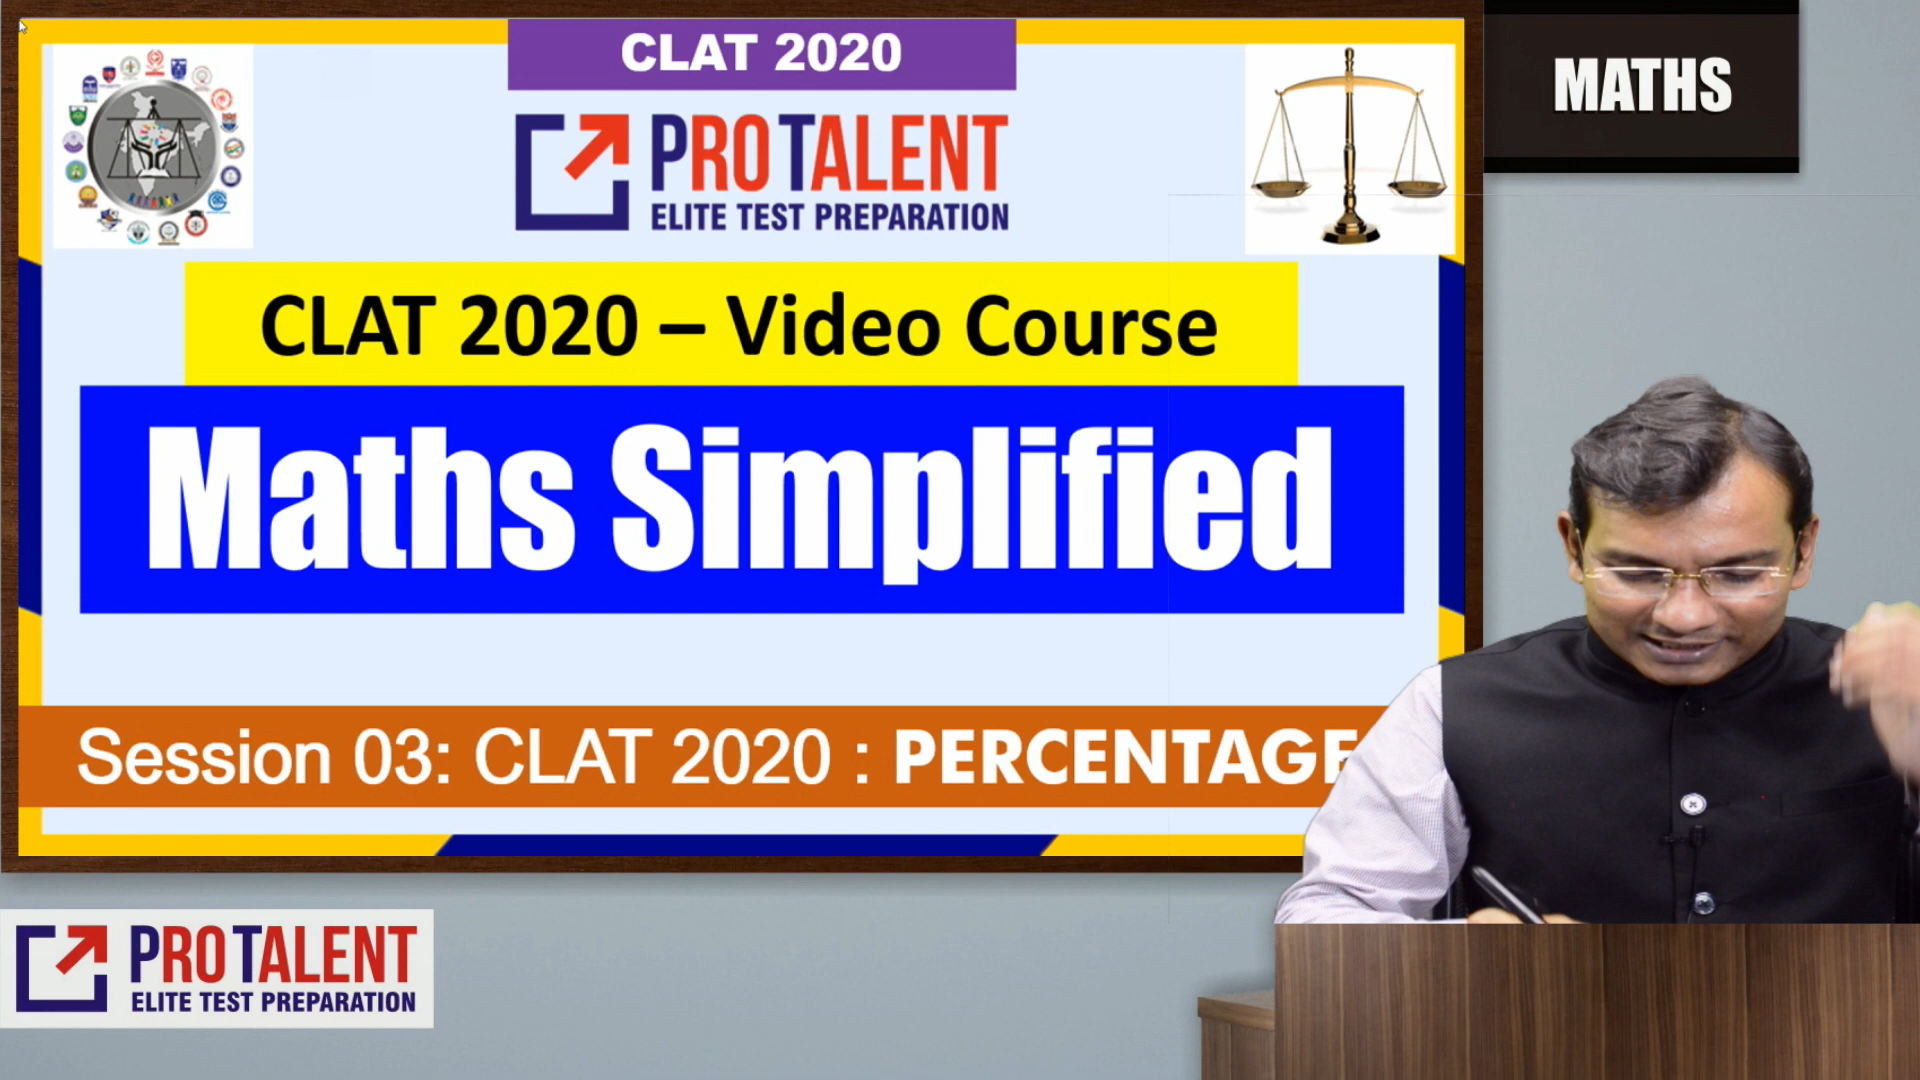 CLAT 2020
PROTALENT
ELITE TEST PREPARATION
MATHS
CLAT 2020 – Video Course
Maths Simplified
Session 03: CLAT 2020 : PERCENTAGE
PROTALENT
ELITE TEST PREPARATION